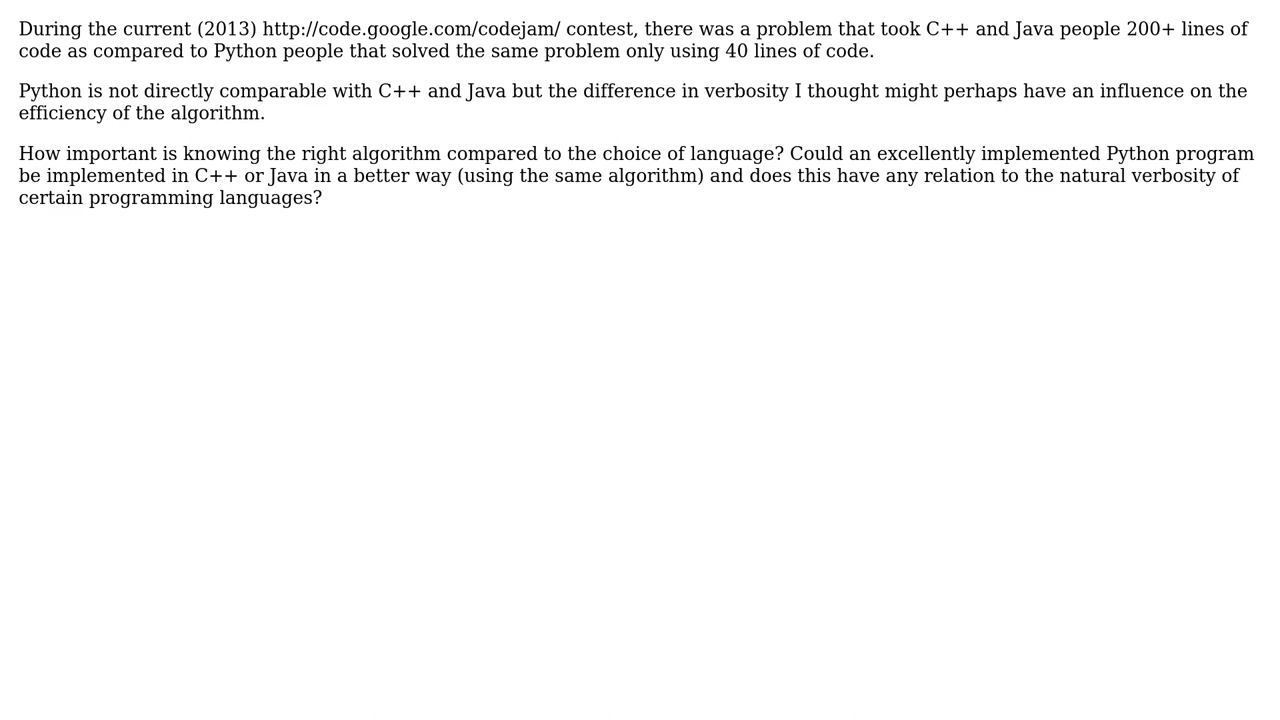 During the current (2013) http://code.google.com/codejam/ contest, there was a problem that took C++ and Java people 200+ lines of
code as compared to Python people that solved the same problem only using 40 lines of code.
Python is not directly comparable with C++ and Java but the difference in verbosity I thought might perhaps have an influence on the
efficiency of the algorithm.
How important is knowing the right algorithm compared to the choice of language? Could an excellently implemented Python program
be implemented in C++ or Java in a better way (using the same algorithm) and does this have any relation to the natural verbosity of
certain programming languages?